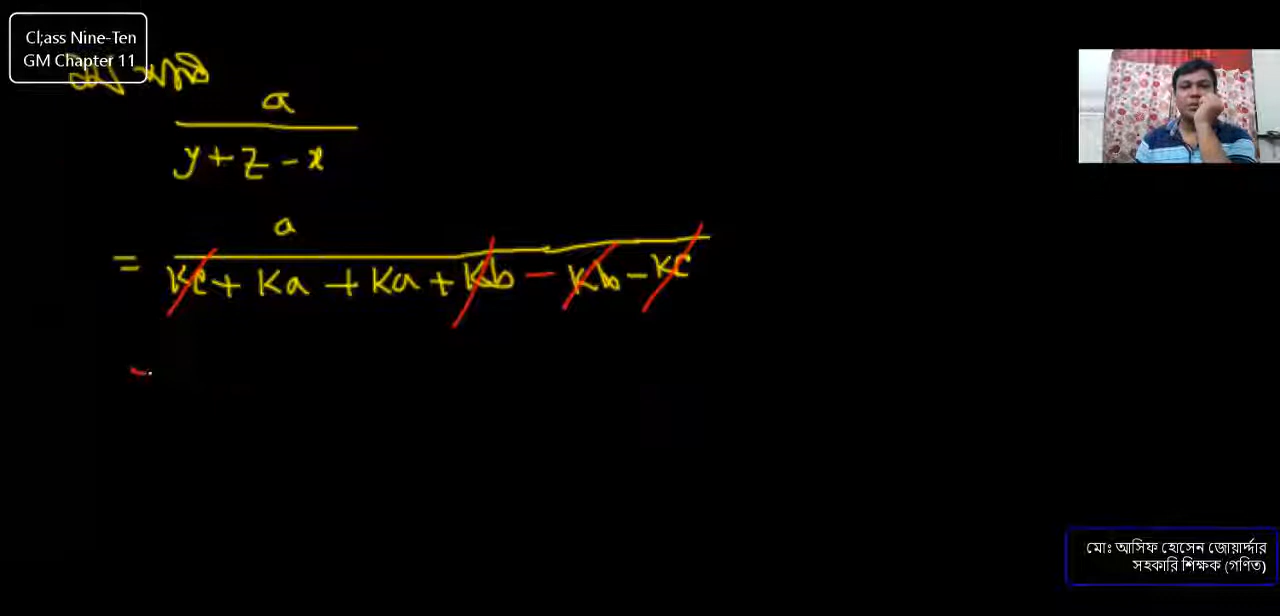 Cl;ass Nine-Ten
GM Chapter 11
a
y + z - x
a
= Kc + Ka + Ka + Kb - Kb - Kc
মোঃ আসিফ হোসেন জোয়ার্দ্দার
সহকারি শিক্ষক (গণিত)